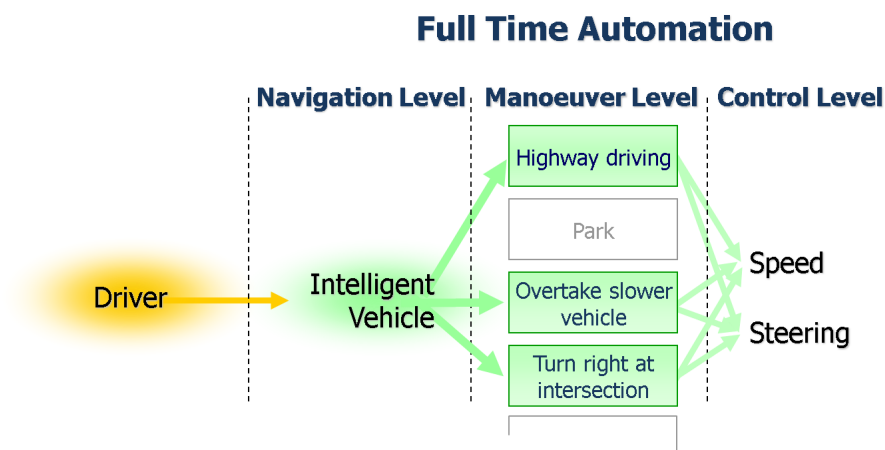 Full Time Automation
Navigation Level
Manoeuver Level
Control Level
Highway driving
Park
Driver
Intelligent
Vehicle
Overtake slower
vehicle
Turn right at
intersection
Speed
Steering